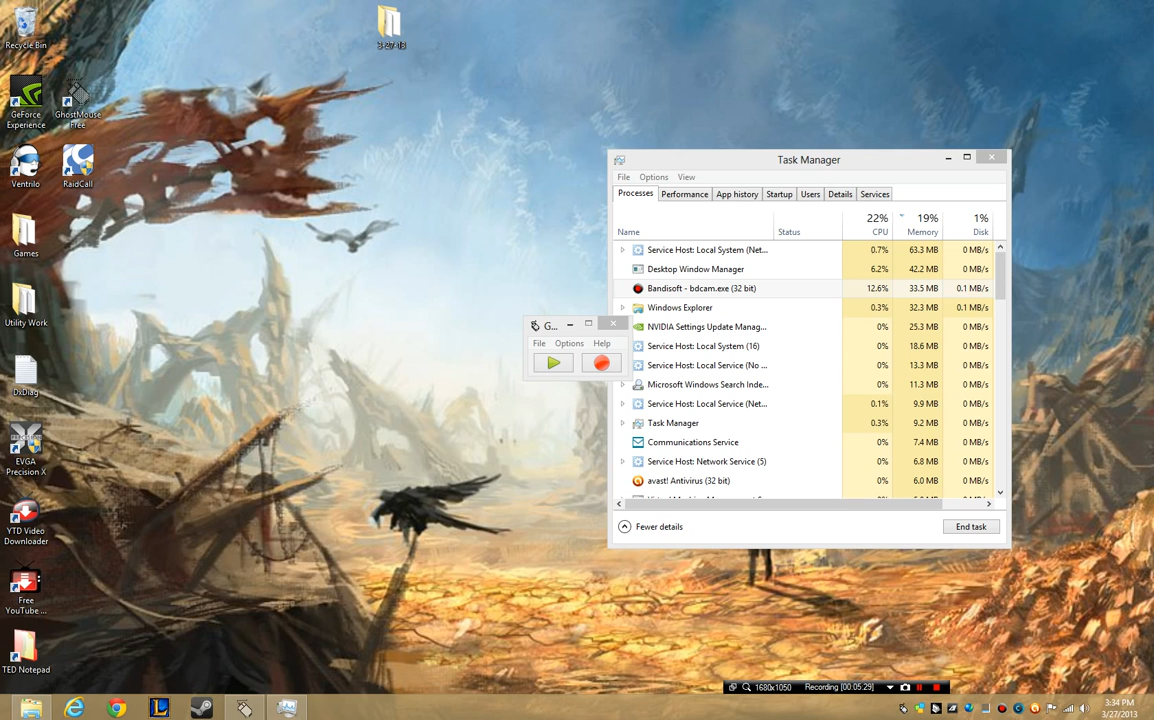 Recycle Bin
3-27-13
GeForce
Experience
GhostMouse
Free
Ventrilo
RaidCall
Games
Utility Work
DxDiag
EVGA
Precision X
YTD Video
Downloader
Free
YouTube ...
TED Notepad
G...
File Options Help
Task Manager
File Options View
Processes Performance App history Startup Users Details Services
22% 19% 1%
Name Status CPU Memory Disk
Service Host: Local System (Net... 0.7% 63.3 MB 0 MB/s
Desktop Window Manager 6.2% 42.2 MB 0 MB/s
Bandisoft - bdcam.exe (32 bit) 12.6% 33.5 MB 0.1 MB/s
Windows Explorer 0.3% 32.3 MB 0.1 MB/s
NVIDIA Settings Update Manag... 0% 25.3 MB 0 MB/s
Service Host: Local System (16) 0% 18.6 MB 0 MB/s
Service Host: Local Service (No ... 0% 13.3 MB 0 MB/s
Microsoft Windows Search Inde... 0% 11.3 MB 0 MB/s
Service Host: Local Service (Net... 0.1% 9.9 MB 0 MB/s
Task Manager 0.3% 9.2 MB 0 MB/s
Communications Service 0% 7.4 MB 0 MB/s
Service Host: Network Service (5) 0% 6.8 MB 0 MB/s
avast! Antivirus (32 bit) 0% 6.0 MB 0 MB/s
Fewer details
End task
1680x1050 Recording [00:05:29]
3:34 PM
3/27/2013